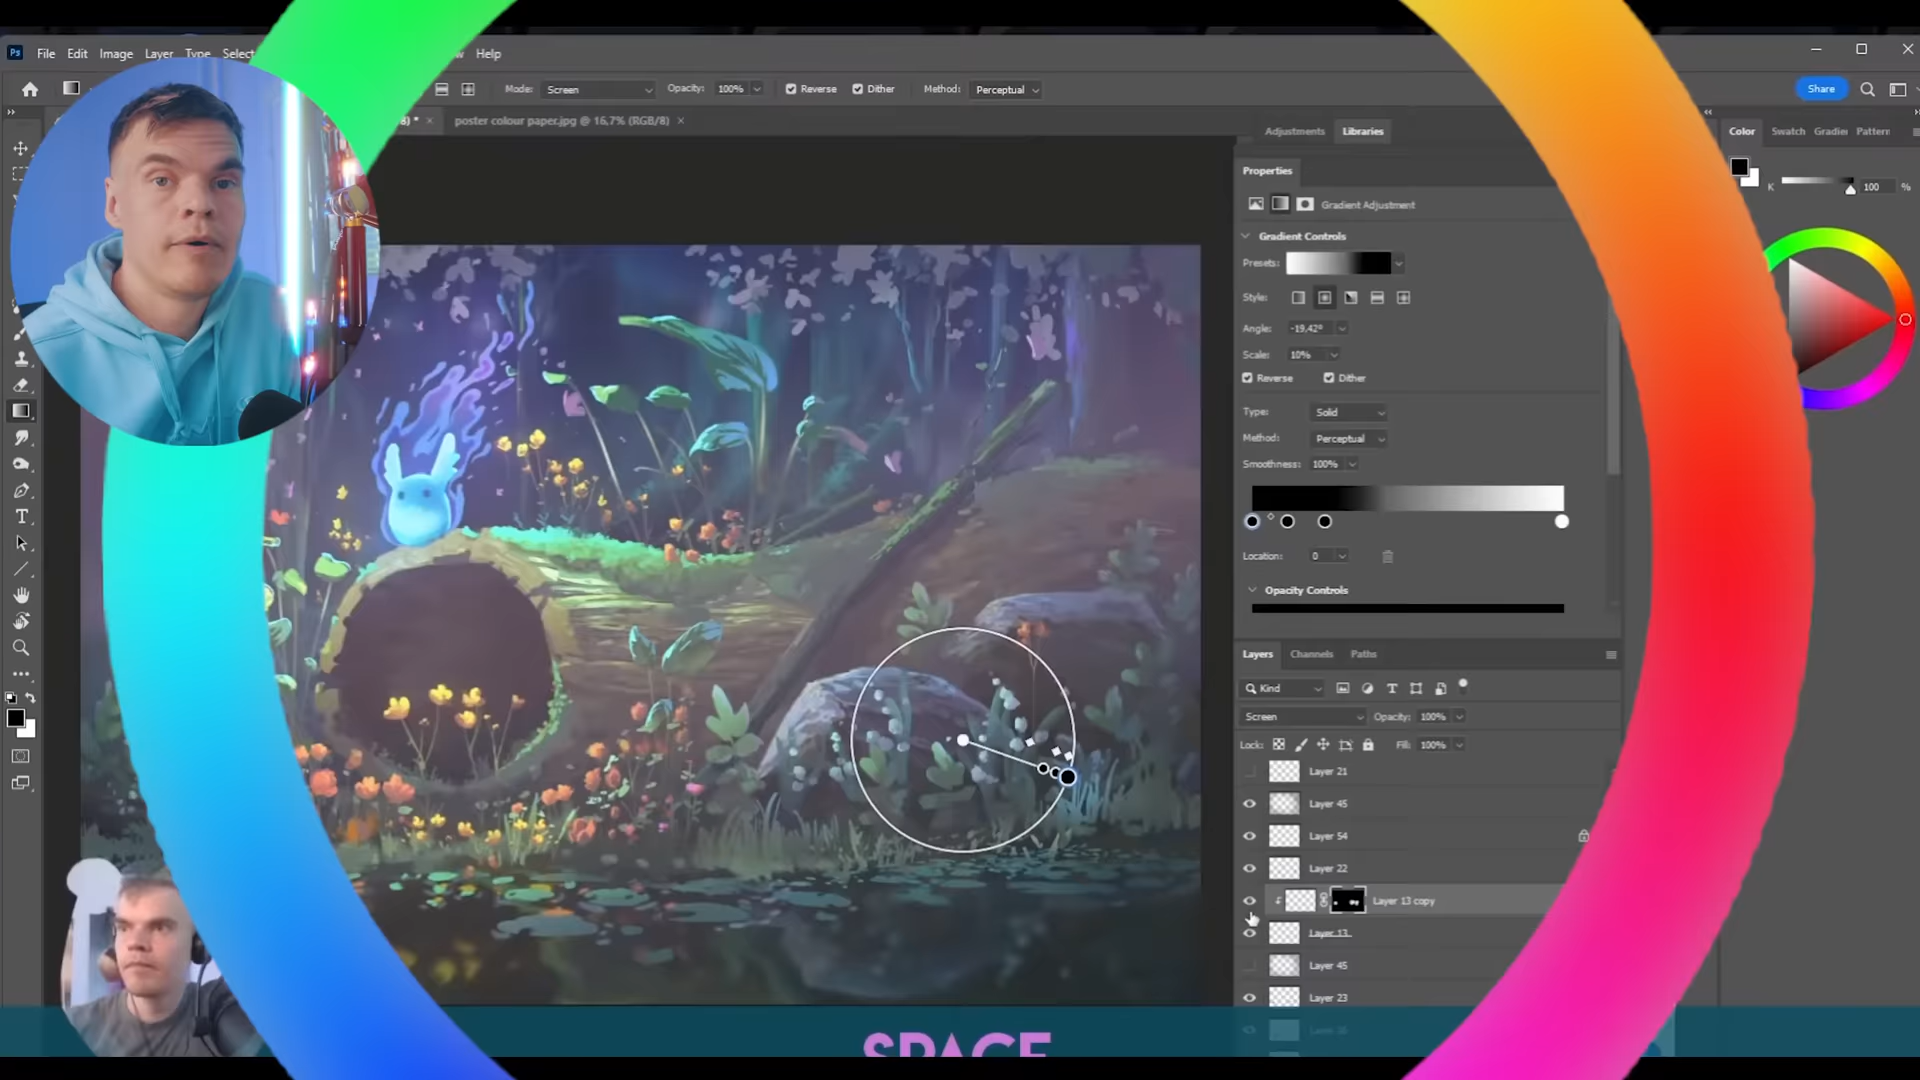 Ps File Edit Image Layer Type Select Help
Mode: Screen Opacity: 100% Reverse Dither Method: Perceptual Share
* × poster colour paper.jpg @ 16,7% (RGB/8) ×
Adjustments Libraries
Color Swatch Gradie Pattern
K 100 %
Properties
Gradient Adjustment
Gradient Controls
Presets:
Style:
Angle: -19,42°
Scale: 10%
Reverse Dither
Type: Solid
Method: Perceptual
Smoothness: 100%
Location: 0
Opacity Controls
Layers Channels Paths
Kind
Screen Opacity: 100%
Lock: Fill: 100%
Layer 21
Layer 45
Layer 54
Layer 22
Layer 13 copy
Layer 13
Layer 45
Layer 23
SPACE